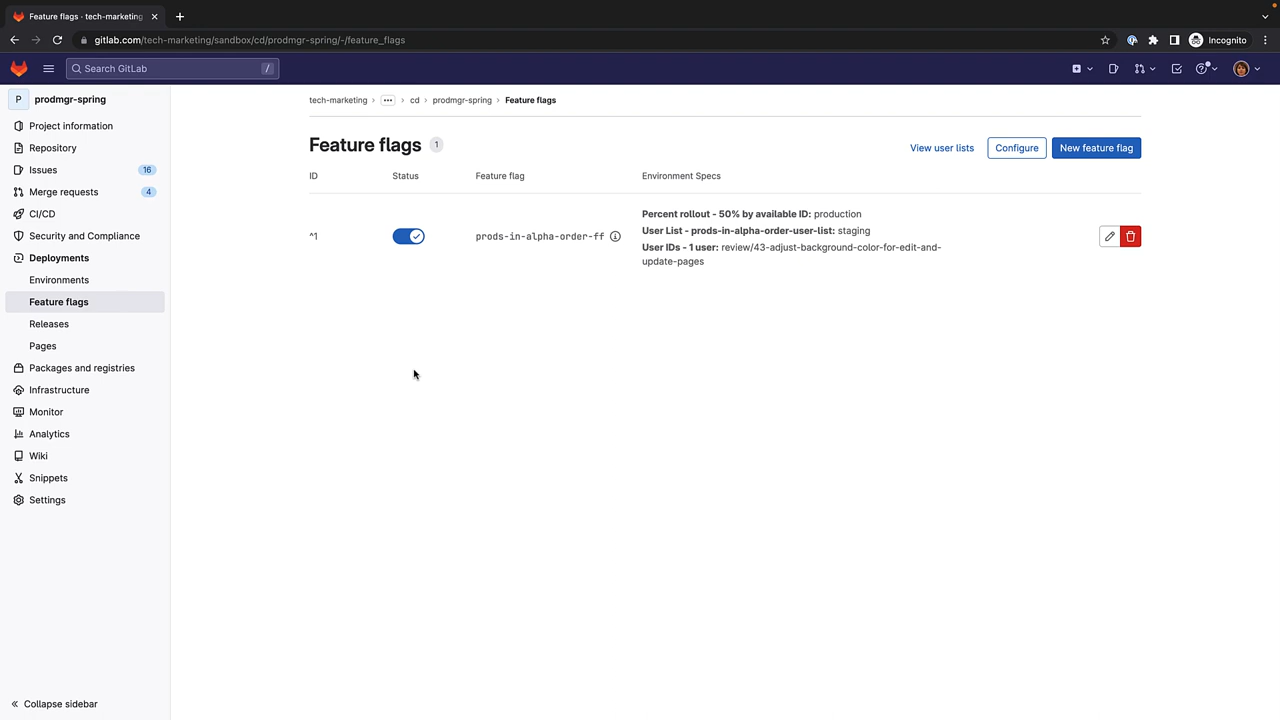 Feature flags · tech-marketing
gitlab.com/tech-marketing/sandbox/cd/prodmgr-spring/-/feature_flags
Incognito
Search GitLab
/
P
prodmgr-spring
Project information
Repository
Issues
16
Merge requests
4
CI/CD
Security and Compliance
Deployments
Environments
Feature flags
Releases
Pages
Packages and registries
Infrastructure
Monitor
Analytics
Wiki
Snippets
Settings
Collapse sidebar
tech-marketing › ... › cd › prodmgr-spring › Feature flags
Feature flags 1
View user lists
Configure
New feature flag
ID Status Feature flag Environment Specs
^1
prods-in-alpha-order-ff
Percent rollout - 50% by available ID: production
User List - prods-in-alpha-order-user-list: staging
User IDs - 1 user: review/43-adjust-background-color-for-edit-and-
update-pages